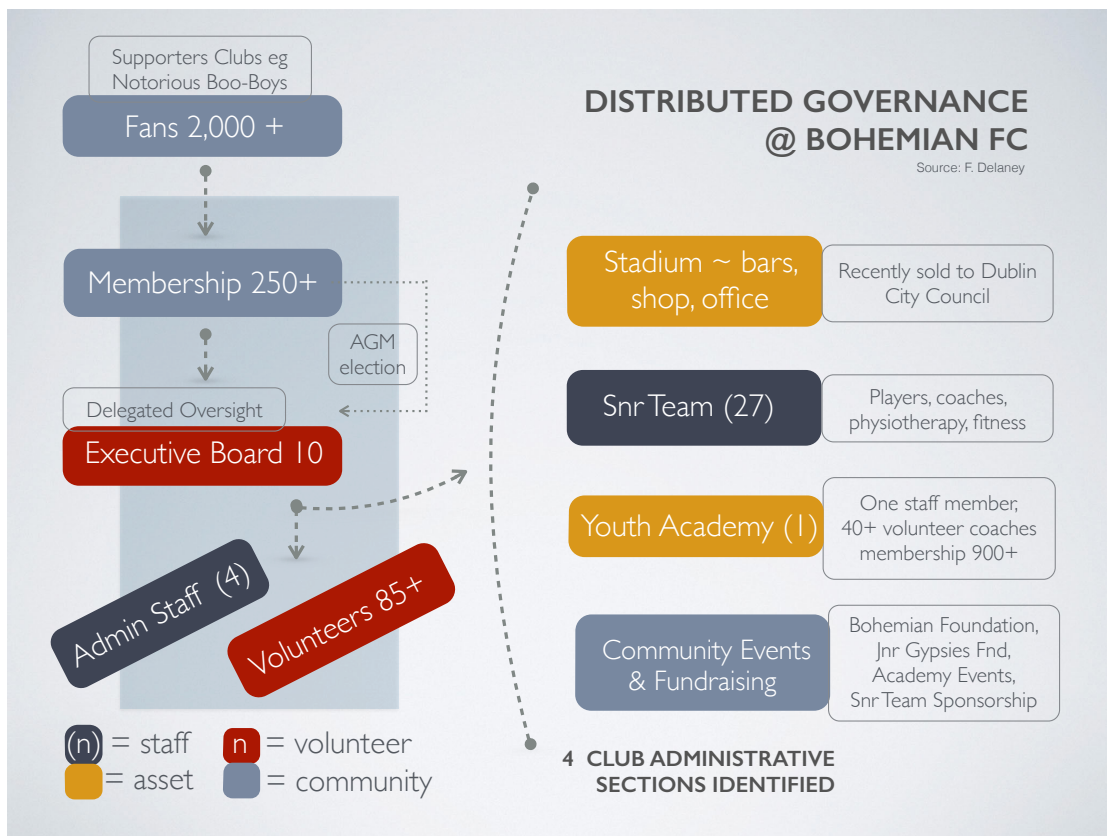 Supporters Clubs eg
Notorious Boo-Boys
Fans 2,000 +
Membership 250+
AGM
election
Delegated Oversight
Executive Board 10
Admin Staff (4)
Volunteers 85+
(n) = staff
n = volunteer
= asset
= community
DISTRIBUTED GOVERNANCE
@ BOHEMIAN FC
Source: F. Delaney
Stadium ~ bars,
shop, office
Recently sold to Dublin
City Council
Snr Team (27)
Players, coaches,
physiotherapy, fitness
Youth Academy (1)
One staff member,
40+ volunteer coaches
membership 900+
Community Events
& Fundraising
Bohemian Foundation,
Jnr Gypsies Fnd,
Academy Events,
Snr Team Sponsorship
4 CLUB ADMINISTRATIVE
SECTIONS IDENTIFIED